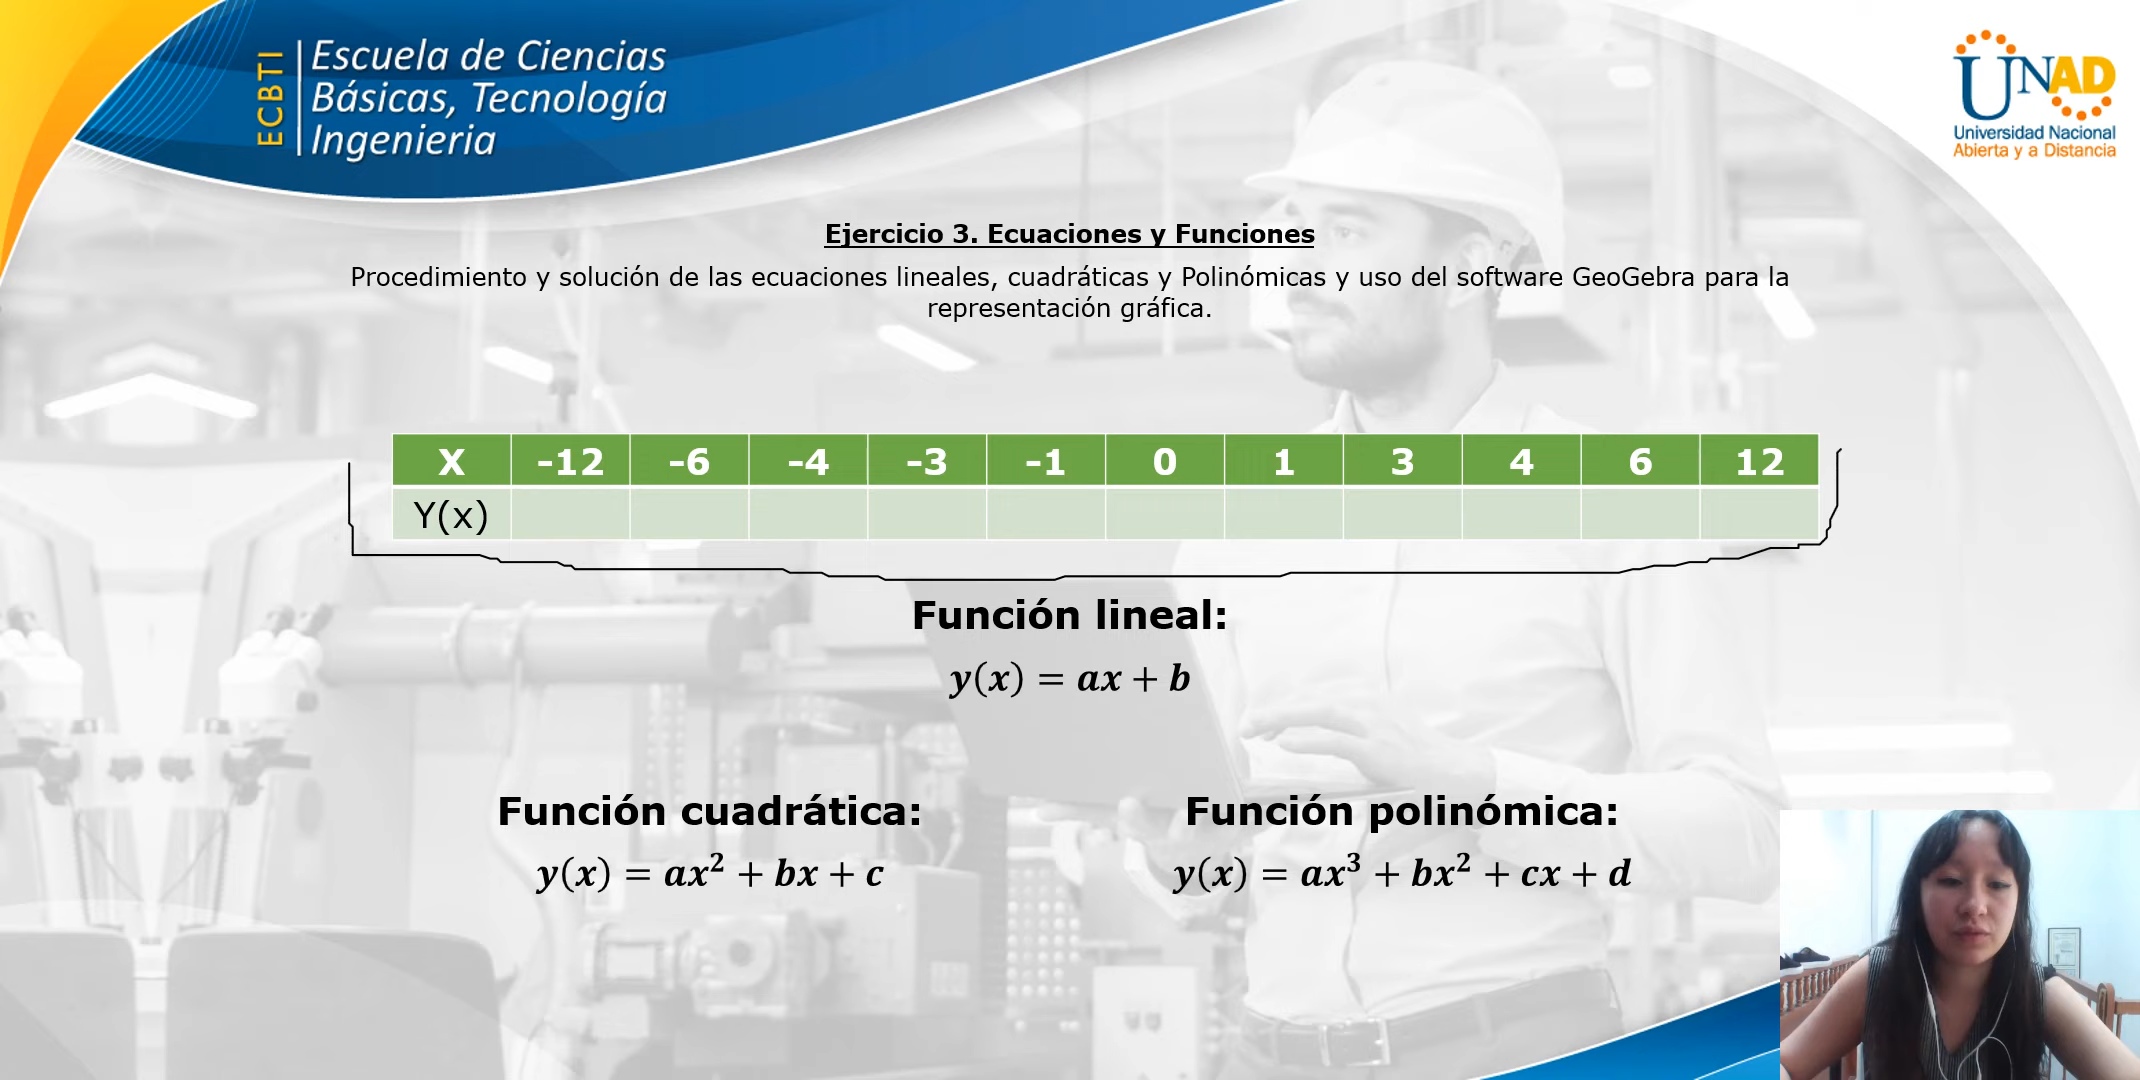 ECBTI
Escuela de Ciencias
Básicas, Tecnología
Ingenieria
UNAD
Universidad Nacional
Abierta y a Distancia
Ejercicio 3. Ecuaciones y Funciones
Procedimiento y solución de las ecuaciones lineales, cuadráticas y Polinómicas y uso del software GeoGebra para la
representación gráfica.
X -12 -6 -4 -3 -1 0 1 3 4 6 12
Y(x)
Función lineal:
y(x) = ax + b
Función cuadrática:
y(x) = ax² + bx + c
Función polinómica:
y(x) = ax³ + bx² + cx + d